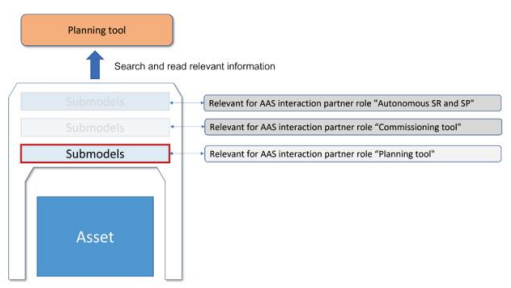 Planning tool
Search and read relevant information
Submodels
Relevant for AAS interaction partner role "Autonomous SR and SP"
Submodels
Relevant for AAS interaction partner role “Commissioning tool”
Submodels
Relevant for AAS interaction partner role “Planning tool”
Asset